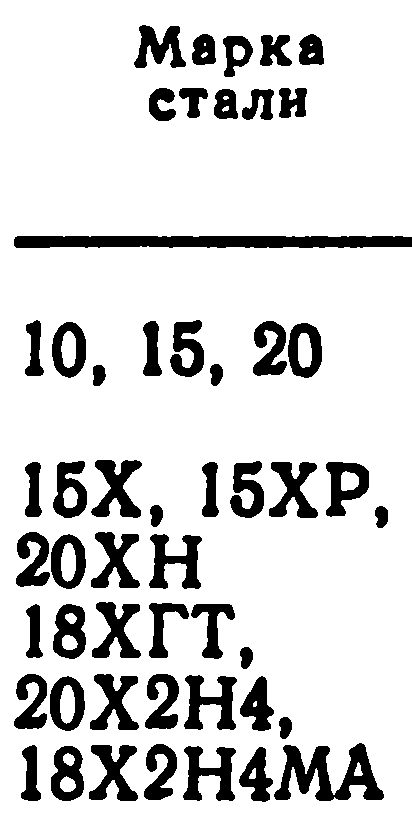 Марка
стали
10, 15, 20
15Х, 15ХР,
20ХН
18ХГТ,
20Х2Н4,
18Х2Н4МА